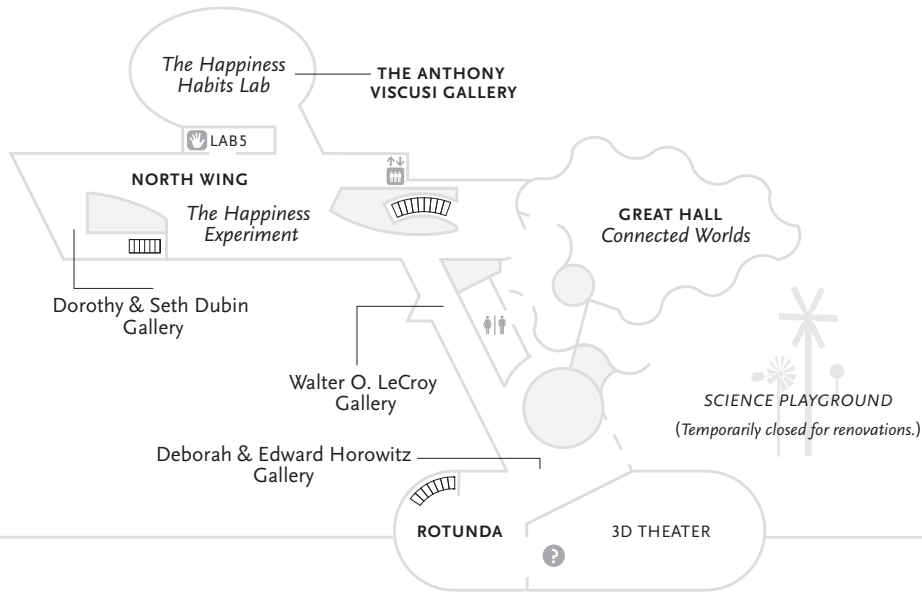 The Happiness
Habits Lab
THE ANTHONY
VISCUSI GALLERY
LAB5
NORTH WING
The Happiness
Experiment
GREAT HALL
Connected Worlds
Dorothy & Seth Dubin
Gallery
Walter O. LeCroy
Gallery
SCIENCE PLAYGROUND
(Temporarily closed for renovations.)
Deborah & Edward Horowitz
Gallery
ROTUNDA
3D THEATER
?